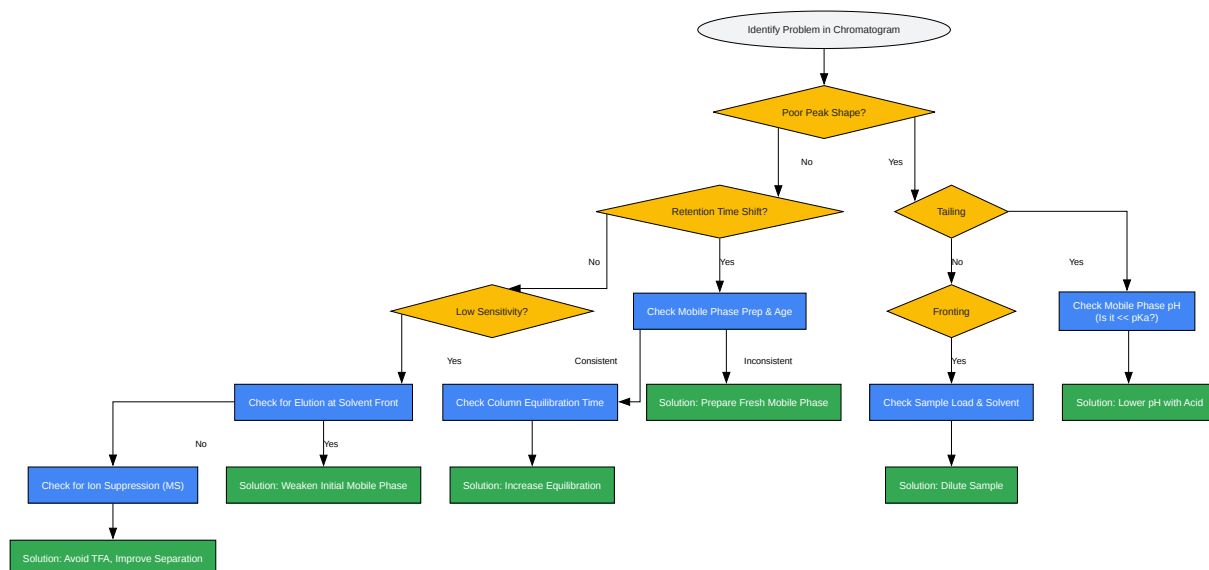 Identify Problem in Chromatogram
Poor Peak Shape?
No
Yes
Retention Time Shift?
Tailing
No
Yes
No
Yes
Low Sensitivity?
Check Mobile Phase Prep & Age
Fronting
Check Mobile Phase pH
(Is it << pKa?)
Yes
Consistent
Inconsistent
Yes
Check for Elution at Solvent Front
Check Column Equilibration Time
Solution: Prepare Fresh Mobile Phase
Check Sample Load & Solvent
Solution: Lower pH with Acid
No
Yes
Check for Ion Suppression (MS)
Solution: Weaken Initial Mobile Phase
Solution: Increase Equilibration
Solution: Dilute Sample
Solution: Avoid TFA, Improve Separation